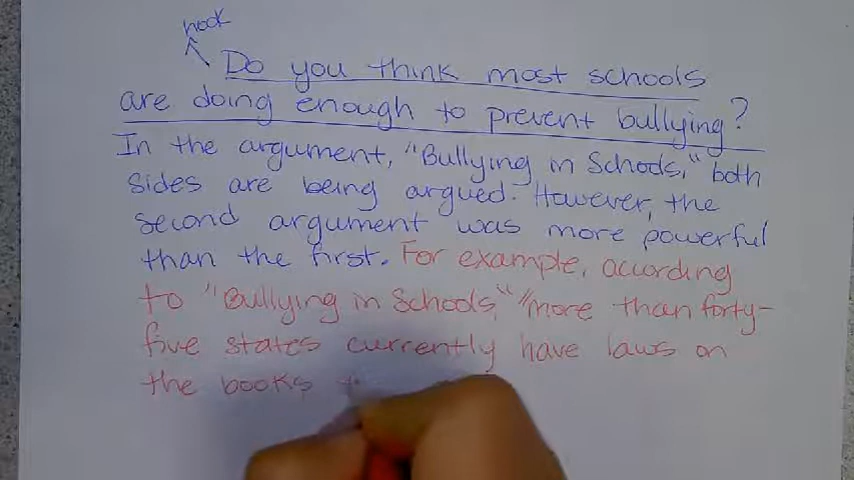 hook
Do you think most schools
are doing enough to prevent bullying?
In the argument, "Bullying in Schools," both
sides are being argued. However, the
second argument was more powerful
than the first. For example, acording
to "Bullying in Schools," "more than forty-
five states currently have laws on
the books